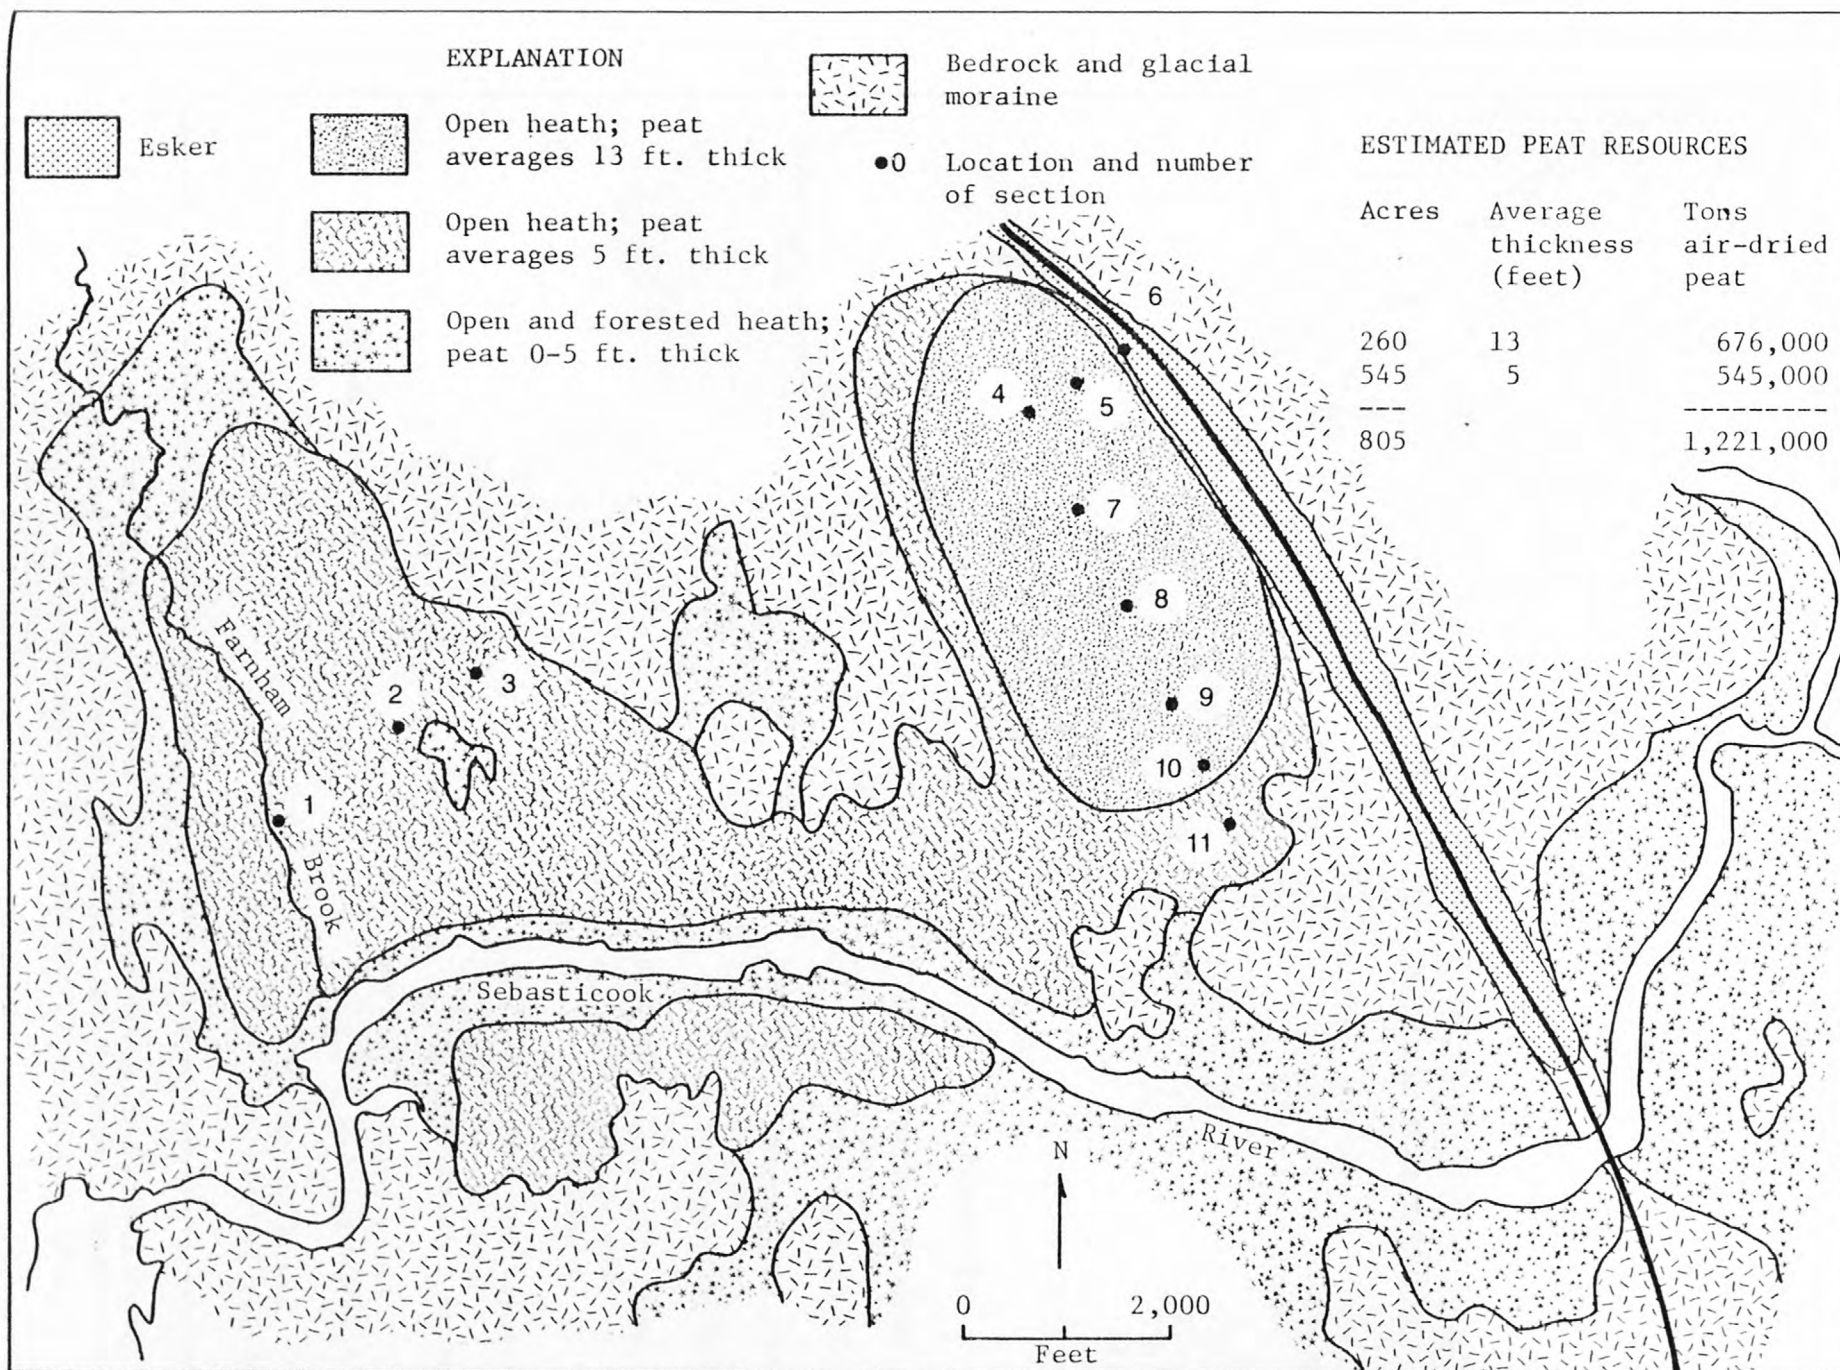 EXPLANATION
Esker
Open heath; peat
averages 13 ft. thick
Open heath; peat
averages 5 ft. thick
Open and forested heath;
peat 0-5 ft. thick
Bedrock and glacial
moraine
●0 Location and number
of section
ESTIMATED PEAT RESOURCES
Acres Average Tons
thickness air-dried
(feet) peat
260 13 676,000
545 5 545,000
--- ---------
805 1,221,000
6
4
5
7
8
9
10
11
3
2
1
Farnham
Brook
Sebasticook
River
N
0 2,000
Feet